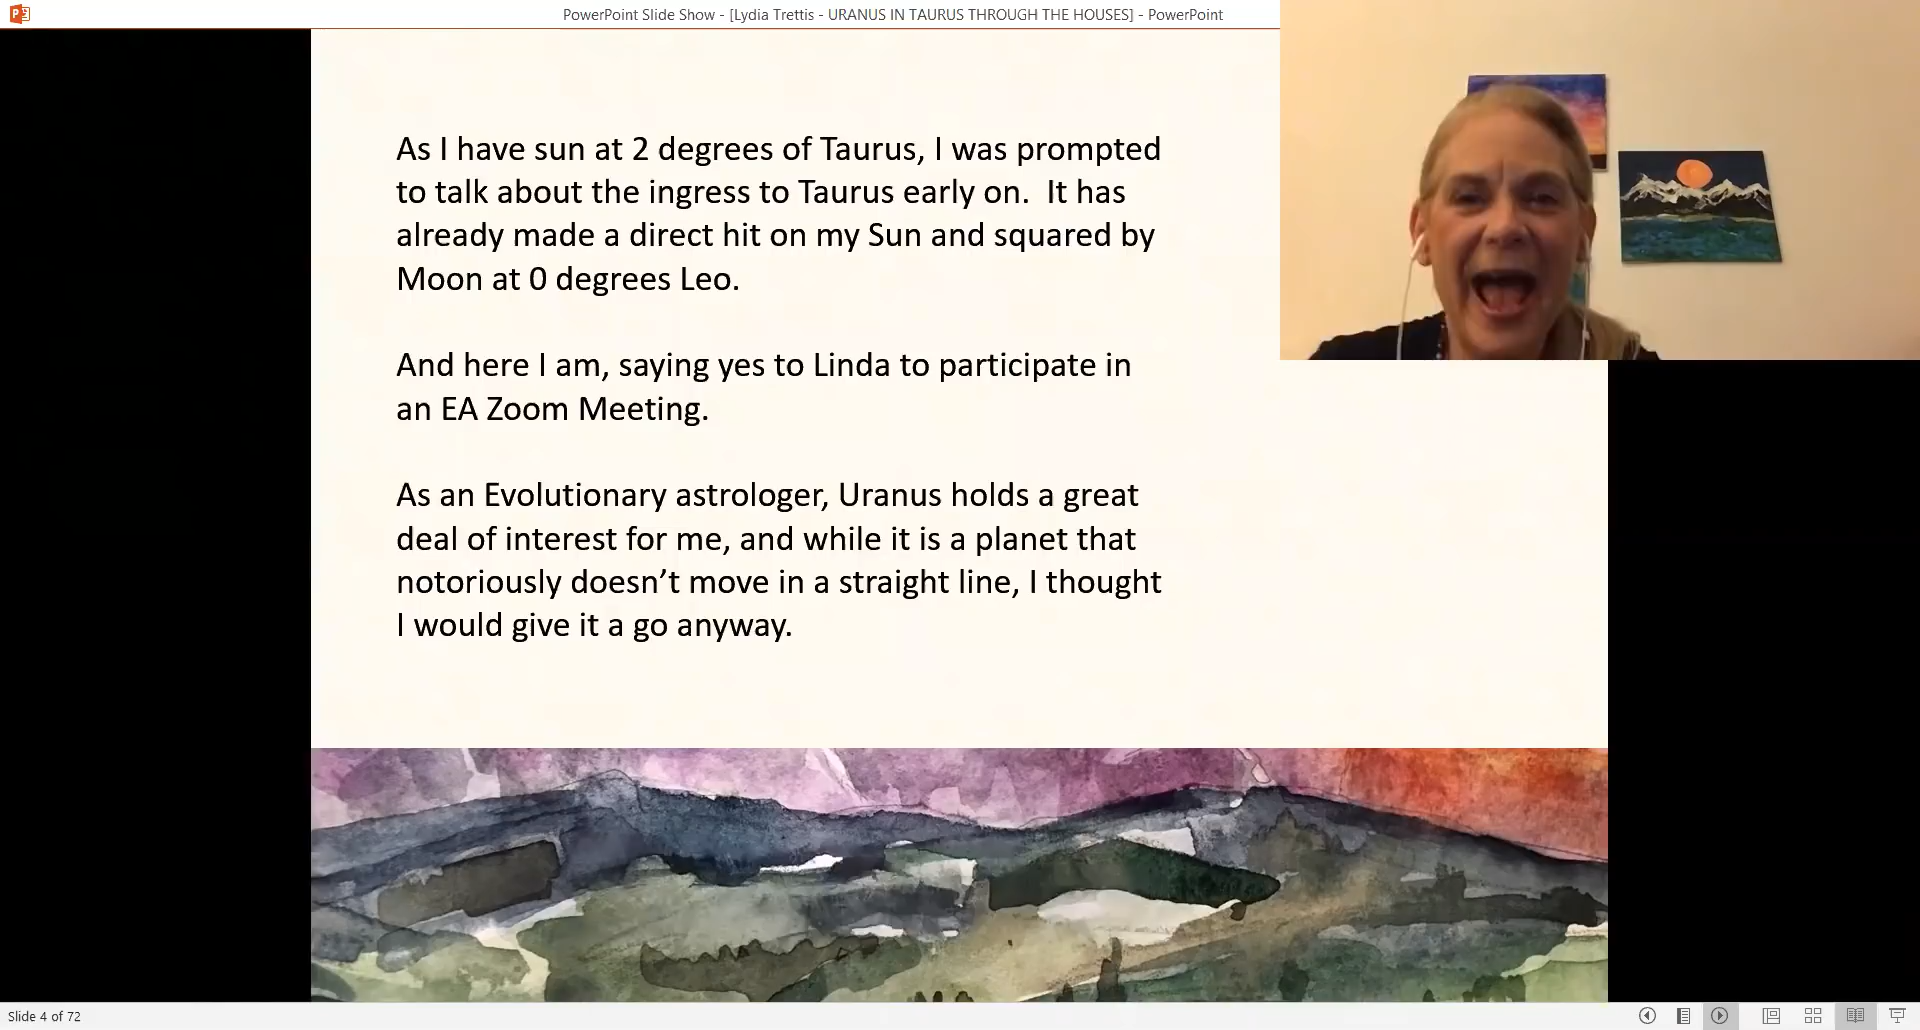 PowerPoint Slide Show - [Lydia Trettis - URANUS IN TAURUS THROUGH THE HOUSES] - PowerPoint
As I have sun at 2 degrees of Taurus, I was prompted
to talk about the ingress to Taurus early on.  It has
already made a direct hit on my Sun and squared by
Moon at 0 degrees Leo.
And here I am, saying yes to Linda to participate in
an EA Zoom Meeting.
As an Evolutionary astrologer, Uranus holds a great
deal of interest for me, and while it is a planet that
notoriously doesn’t move in a straight line, I thought
I would give it a go anyway.
Slide 4 of 72